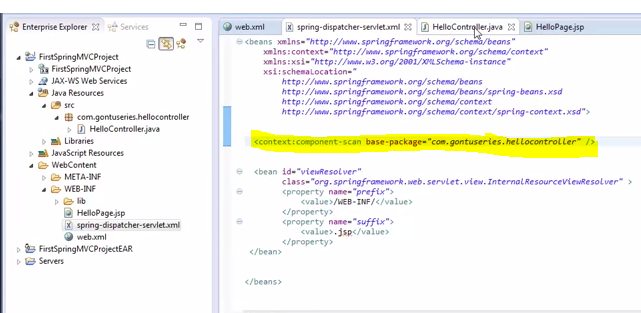 Enterprise Explorer
Services
FirstSpringMVCProject
FirstSpringMVCProject
JAX-WS Web Services
Java Resources
src
com.gontuseries.hellocontroller
HelloController.java
Libraries
JavaScript Resources
WebContent
META-INF
WEB-INF
lib
HelloPage.jsp
spring-dispatcher-servlet.xml
web.xml
FirstSpringMVCProjectEAR
Servers
web.xml
spring-dispatcher-servlet.xml
HelloController.java
HelloPage.jsp
<beans xmlns="http://www.springframework.org/schema/beans"
xmlns:context="http://www.springframework.org/schema/context"
xmlns:xsi="http://www.w3.org/2001/XMLSchema-instance"
xsi:schemaLocation="
http://www.springframework.org/schema/beans
http://www.springframework.org/schema/beans/spring-beans.xsd
http://www.springframework.org/schema/context
http://www.springframework.org/schema/context/spring-context.xsd">
<context:component-scan base-package="com.gontuseries.hellocontroller" />
<bean id="viewResolver"
class="org.springframework.web.servlet.view.InternalResourceViewResolver" >
<property name="prefix">
<value>/WEB-INF/</value>
</property>
<property name="suffix">
<value>.jsp</value>
</property>
</bean>
</beans>